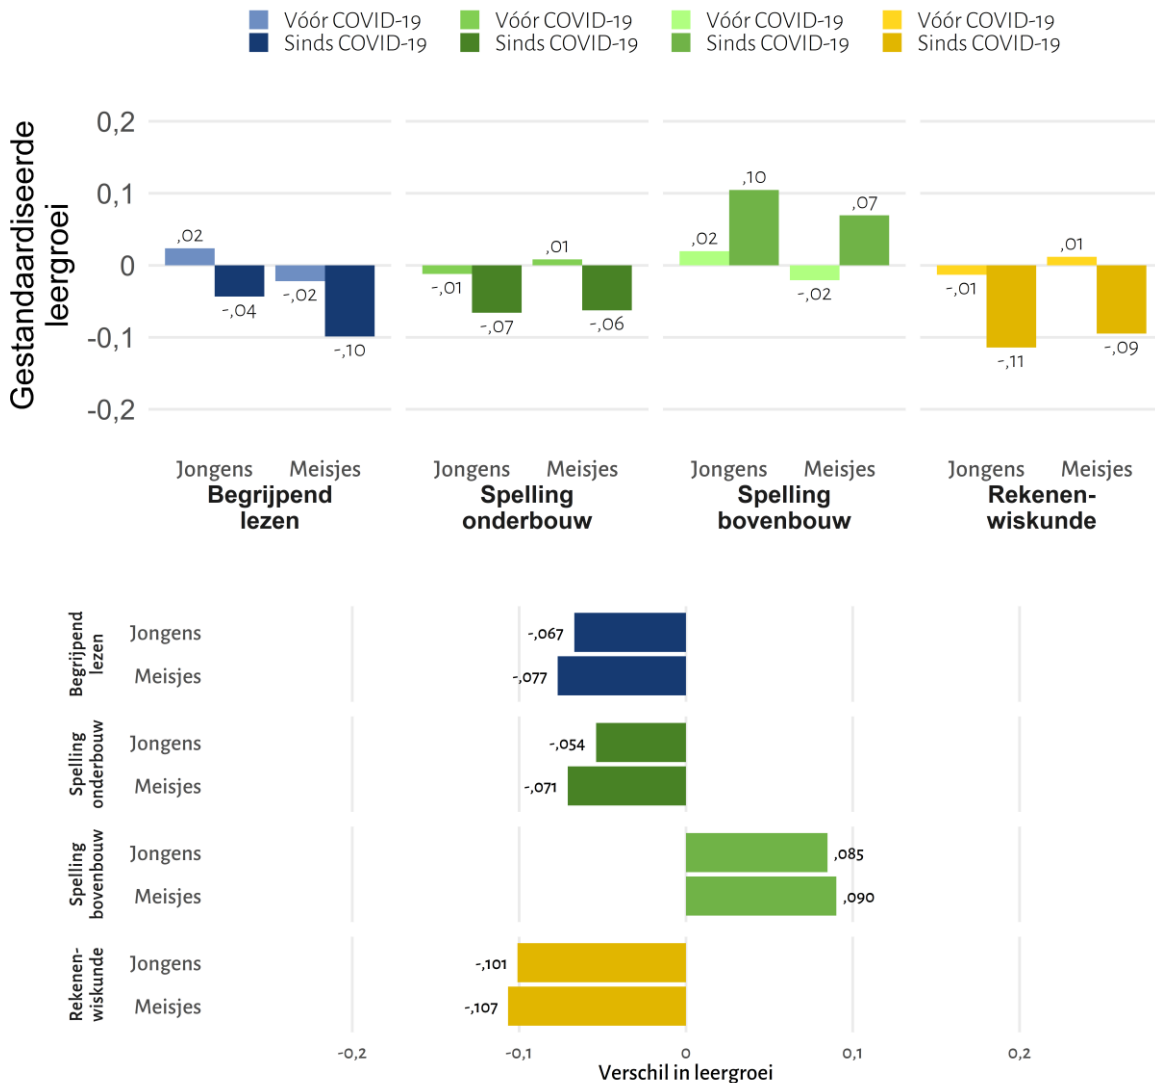 Vóór COVID-19 Vóór COVID-19 Vóór COVID-19 Vóór COVID-19
Sinds COVID-19 Sinds COVID-19 Sinds COVID-19 Sinds COVID-19
Gestandaardiseerde
leergroei
0,2
0,1
0
-0,1
-0,2
,02
-,04
-,02
-,10
-,01
-,07
,01
-,06
,02
,10
-,02
,07
-,01
-,11
,01
-,09
Jongens Meisjes Jongens Meisjes Jongens Meisjes Jongens Meisjes
Begrijpend
lezen
Spelling
onderbouw
Spelling
bovenbouw
Rekenen-
wiskunde
Begrijpend
lezen
Jongens -,067
Meisjes -,077
Spelling
onderbouw
Jongens -,054
Meisjes -,071
Spelling
bovenbouw
Jongens ,085
Meisjes ,090
Rekenen-
wiskunde
Jongens -,101
Meisjes -,107
-0,2 -0,1 0 0,1 0,2
Verschil in leergroei